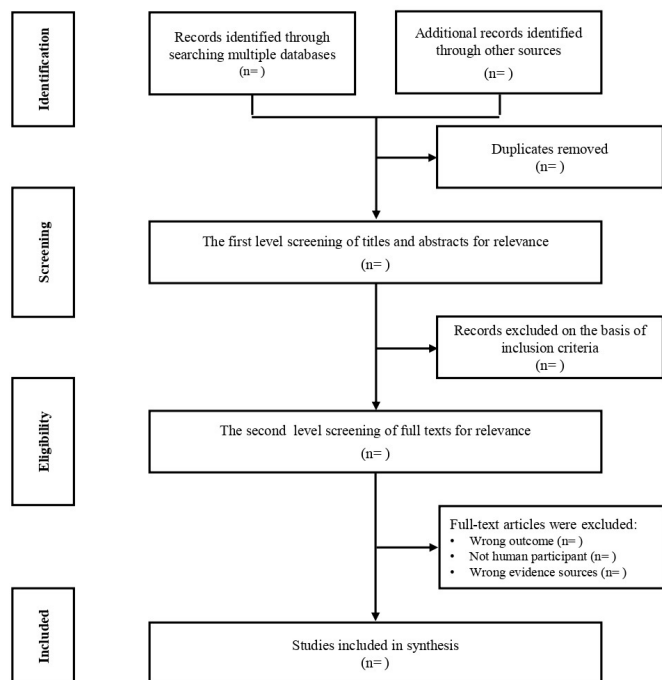 Identification
Records identified through
searching multiple databases
(n= )
Additional records identified
through other sources
(n= )
Duplicates removed
(n= )
Screening
The first level screening of titles and abstracts for relevance
(n= )
Records excluded on the basis of
inclusion criteria
(n= )
Eligibility
The second level screening of full texts for relevance
(n= )
Full-text articles were excluded:
• Wrong outcome (n= )
• Not human participant (n= )
• Wrong evidence sources (n= )
Included
Studies included in synthesis
(n= )